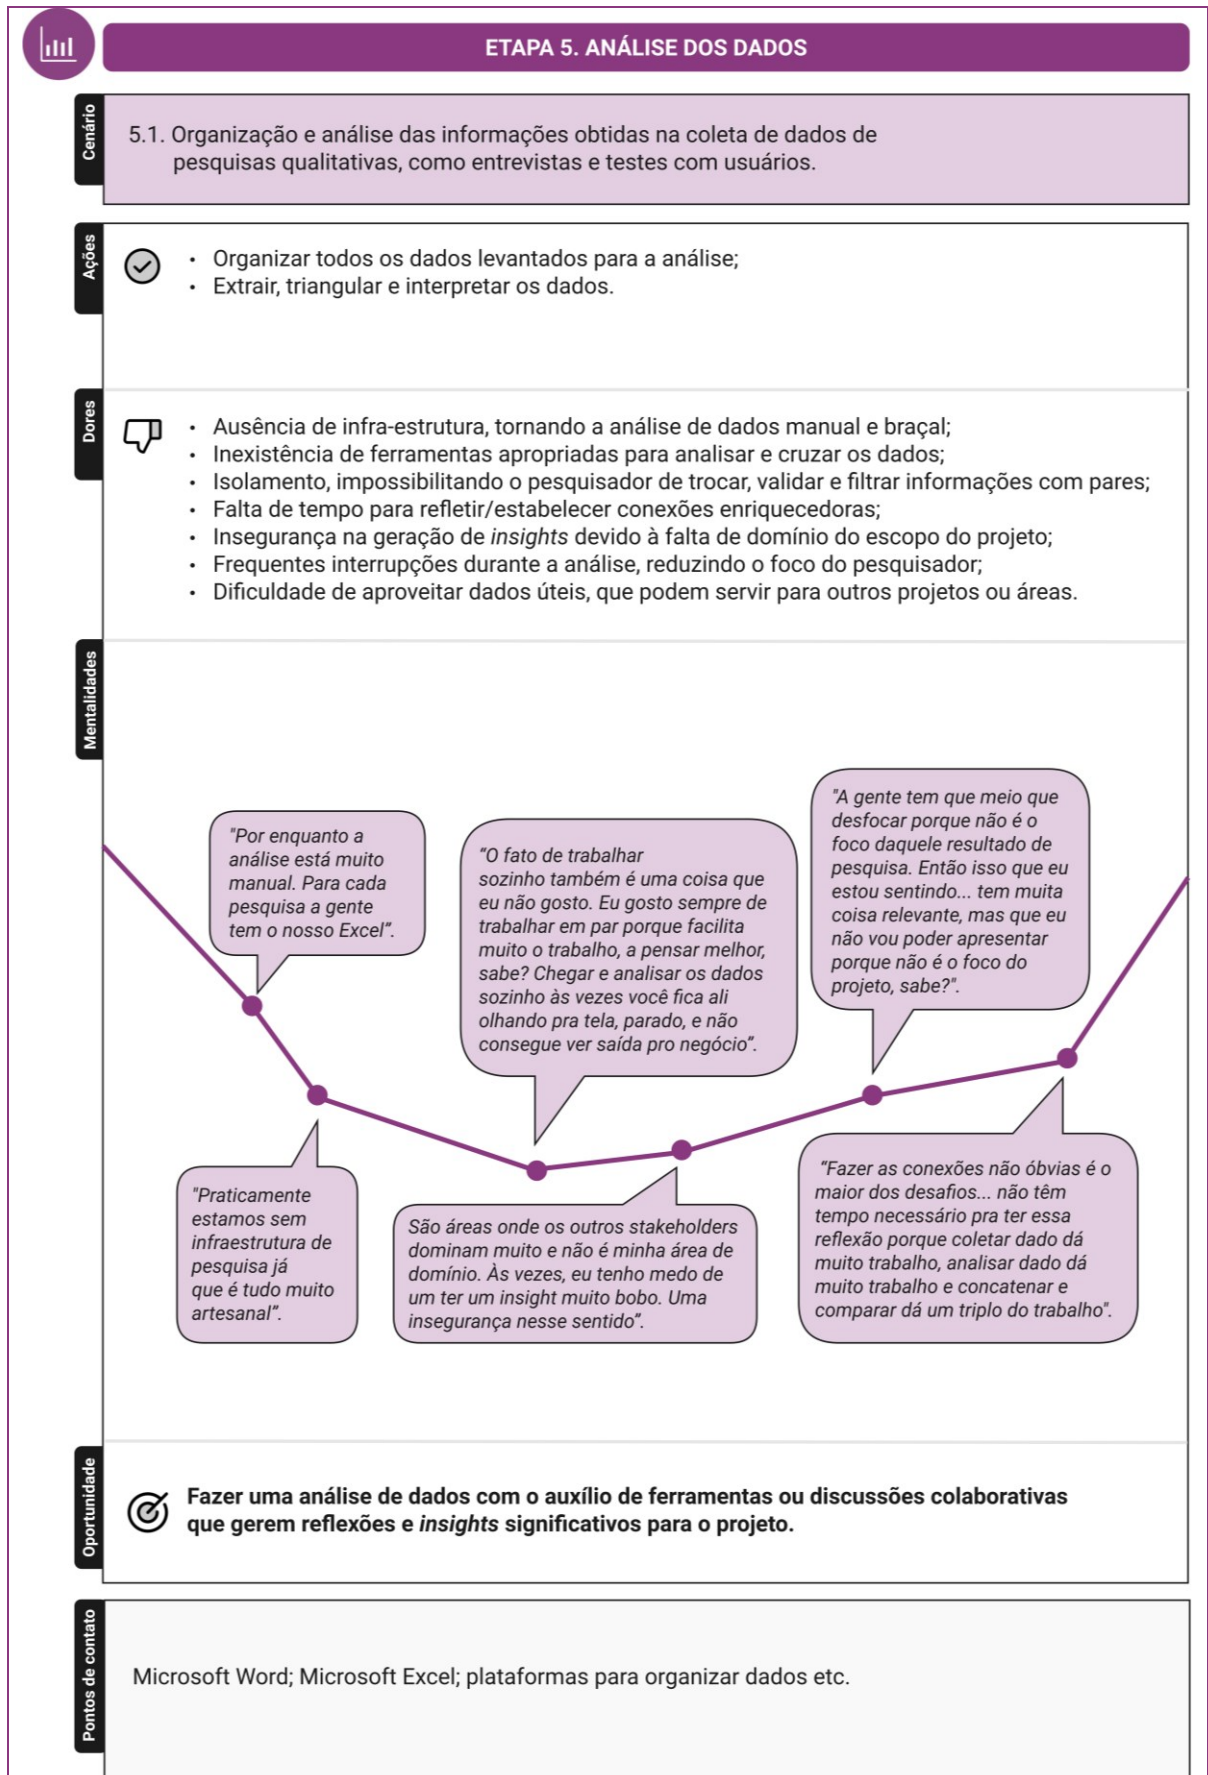 ETAPA 5. ANÁLISE DOS DADOS
Cenário
5.1. Organização e análise das informações obtidas na coleta de dados de
pesquisas qualitativas, como entrevistas e testes com usuários.
Ações
• Organizar todos os dados levantados para a análise;
• Extrair, triangular e interpretar os dados.
Dores
• Ausência de infra-estrutura, tornando a análise de dados manual e braçal;
• Inexistência de ferramentas apropriadas para analisar e cruzar os dados;
• Isolamento, impossibilitando o pesquisador de trocar, validar e filtrar informações com pares;
• Falta de tempo para refletir/estabelecer conexões enriquecedoras;
• Insegurança na geração de insights devido à falta de domínio do escopo do projeto;
• Frequentes interrupções durante a análise, reduzindo o foco do pesquisador;
• Dificuldade de aproveitar dados úteis, que podem servir para outros projetos ou áreas.
Mentalidades
"Por enquanto a
análise está muito
manual. Para cada
pesquisa a gente
tem o nosso Excel”.
"Praticamente
estamos sem
infraestrutura de
pesquisa já
que é tudo muito
artesanal”.
“O fato de trabalhar
sozinho também é uma coisa que
eu não gosto. Eu gosto sempre de
trabalhar em par porque facilita
muito o trabalho, a pensar melhor,
sabe? Chegar e analisar os dados
sozinho às vezes você fica ali
olhando pra tela, parado, e não
consegue ver saída pro negócio”.
São áreas onde os outros stakeholders
dominam muito e não é minha área de
domínio. Às vezes, eu tenho medo de
um ter um insight muito bobo. Uma
insegurança nesse sentido”.
"A gente tem que meio que
desfocar porque não é o
foco daquele resultado de
pesquisa. Então isso que eu
estou sentindo... tem muita
coisa relevante, mas que eu
não vou poder apresentar
porque não é o foco do
projeto, sabe?".
“Fazer as conexões não óbvias é o
maior dos desafios... não têm
tempo necessário pra ter essa
reflexão porque coletar dado dá
muito trabalho, analisar dado dá
muito trabalho e concatenar e
comparar dá um triplo do trabalho".
Oportunidade
Fazer uma análise de dados com o auxílio de ferramentas ou discussões colaborativas
que gerem reflexões e insights significativos para o projeto.
Pontos de contato
Microsoft Word; Microsoft Excel; plataformas para organizar dados etc.